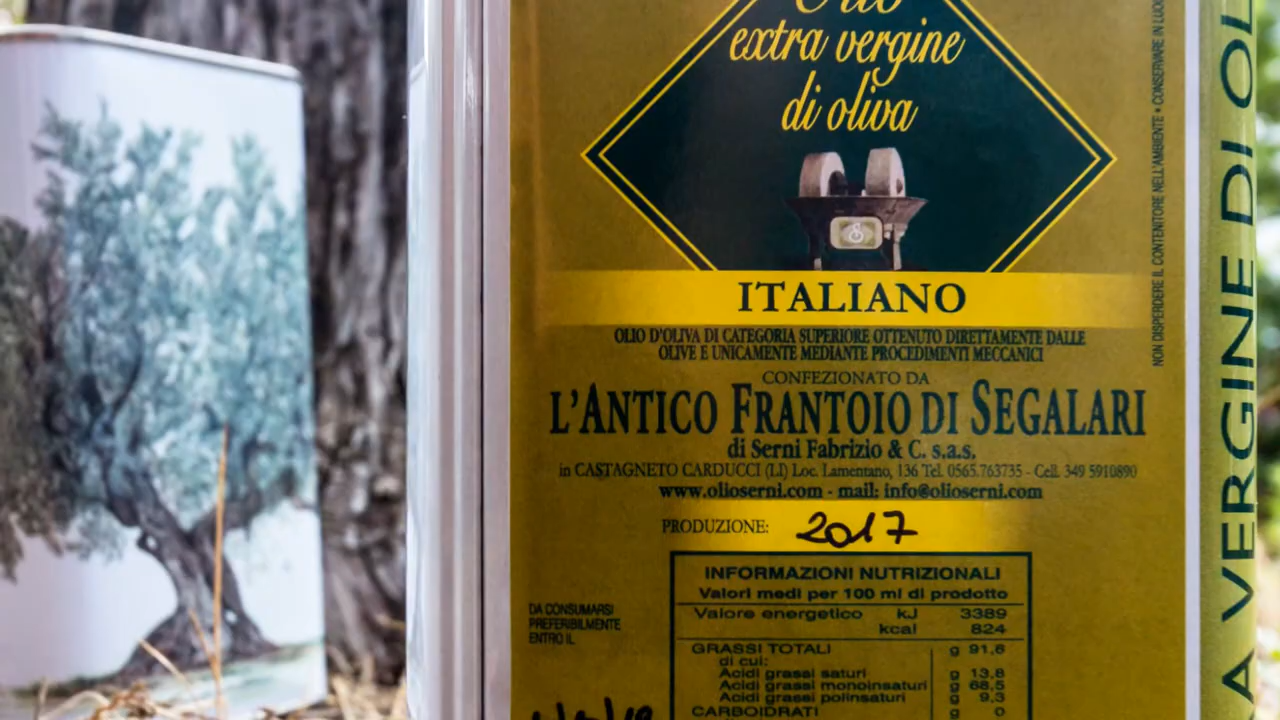 Olio
extra vergine
di oliva
ITALIANO
OLIO D'OLIVA DI CATEGORIA SUPERIORE OTTENUTO DIRETTAMENTE DALLE
OLIVE E UNICAMENTE MEDIANTE PROCEDIMENTI MECCANICI
CONFEZIONATO DA
L'ANTICO FRANTOIO DI SEGALARI
di Serni Fabrizio & C. s.a.s.
in CASTAGNETO CARDUCCI (LI) Loc. Lamentano, 136 Tel. 0565.763735 - Cell. 349 5910890
www.olioserni.com - mail: info@olioserni.com
PRODUZIONE: 2017
INFORMAZIONI NUTRIZIONALI
Valori medi per 100 ml di prodotto
Valore energetico kJ 3389
kcal 824
GRASSI TOTALI g 91,6
di cui:
Acidi grassi saturi g 13,8
Acidi grassi monoinsaturi g 68,5
Acidi grassi polinsaturi g 9,3
CARBOIDRATI g 0
DA CONSUMARSI
PREFERIBILMENTE
ENTRO IL
NON DISPERDERE IL CONTENITORE NELL'AMBIENTE • CONSERVARE IN
A VERGINE DI OL